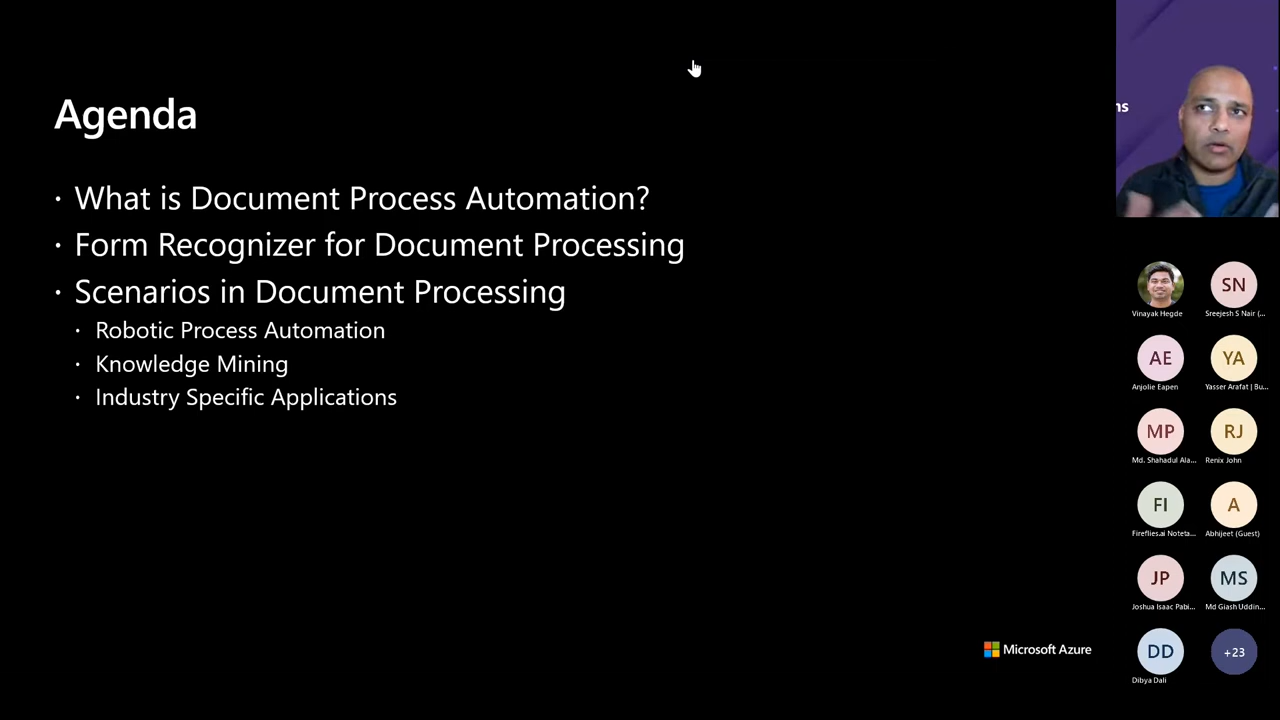 Agenda
· What is Document Process Automation?
· Form Recognizer for Document Processing
· Scenarios in Document Processing
· Robotic Process Automation
· Knowledge Mining
· Industry Specific Applications
Microsoft Azure
ns
Vinayak Hegde
SN
Sreejesh S Nair (...
AE
Anjolie Eapen
YA
Yasser Arafat | Bu...
MP
Md. Shahadul Ala...
RJ
Renix John
FI
Fireflies.ai Noteta...
A
Abhijeet (Guest)
JP
Joshua Isaac Pabi...
MS
Md Giash Uddin...
DD
Dibya Dali
+23